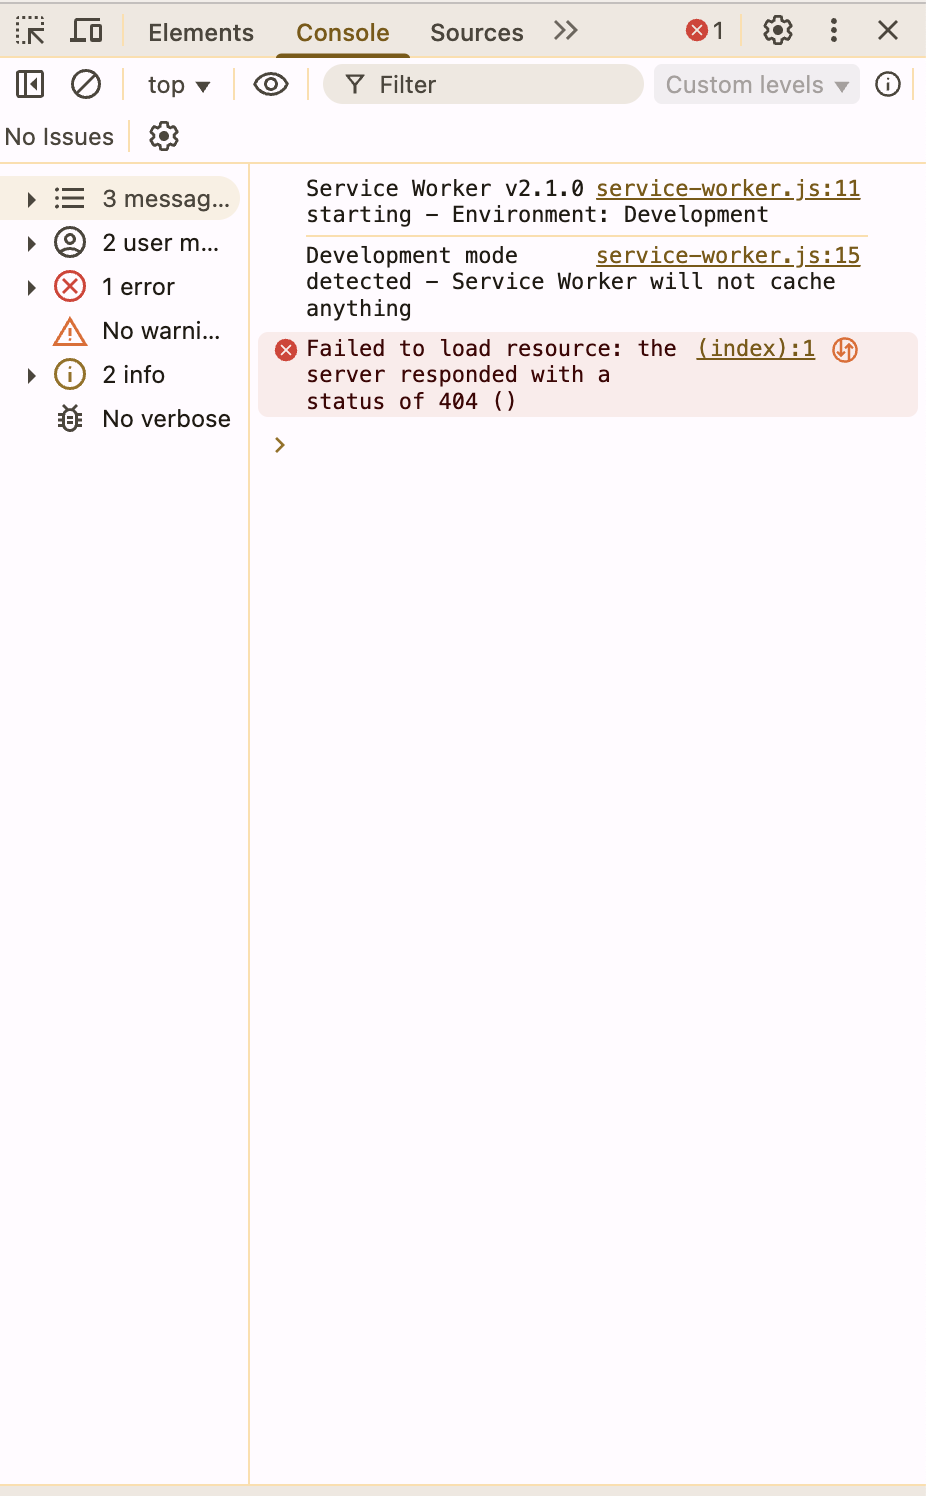 Elements Console Sources 1
top Filter Custom levels
No Issues
3 messag...
2 user m...
1 error
No warni...
2 info
No verbose
Service Worker v2.1.0 service-worker.js:11
starting – Environment: Development
Development mode service-worker.js:15
detected – Service Worker will not cache
anything
Failed to load resource: the (index):1
server responded with a
status of 404 ()